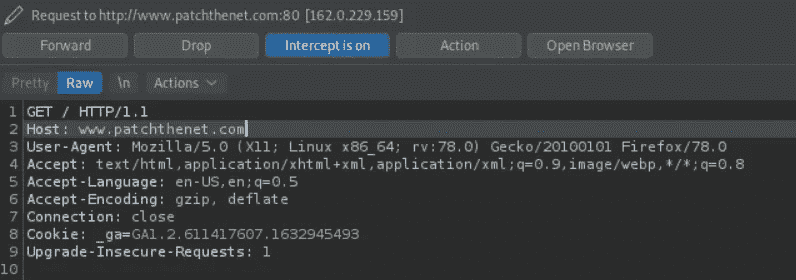 Request to http://www.patchthenet.com:80 [162.0.229.159]
Forward Drop Intercept is on Action Open Browser
Pretty Raw \n Actions
1 GET / HTTP/1.1
2 Host: www.patchthenet.com
3 User-Agent: Mozilla/5.0 (X11; Linux x86_64; rv:78.0) Gecko/20100101 Firefox/78.0
4 Accept: text/html,application/xhtml+xml,application/xml;q=0.9,image/webp,*/*;q=0.8
5 Accept-Language: en-US,en;q=0.5
6 Accept-Encoding: gzip, deflate
7 Connection: close
8 Cookie: _ga=GA1.2.611417607.1632945493
9 Upgrade-Insecure-Requests: 1
10